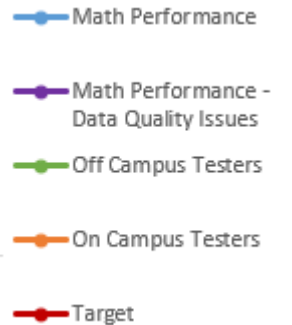 Math Performance
Math Performance -
Data Quality Issues
Off Campus Testers
On Campus Testers
Target